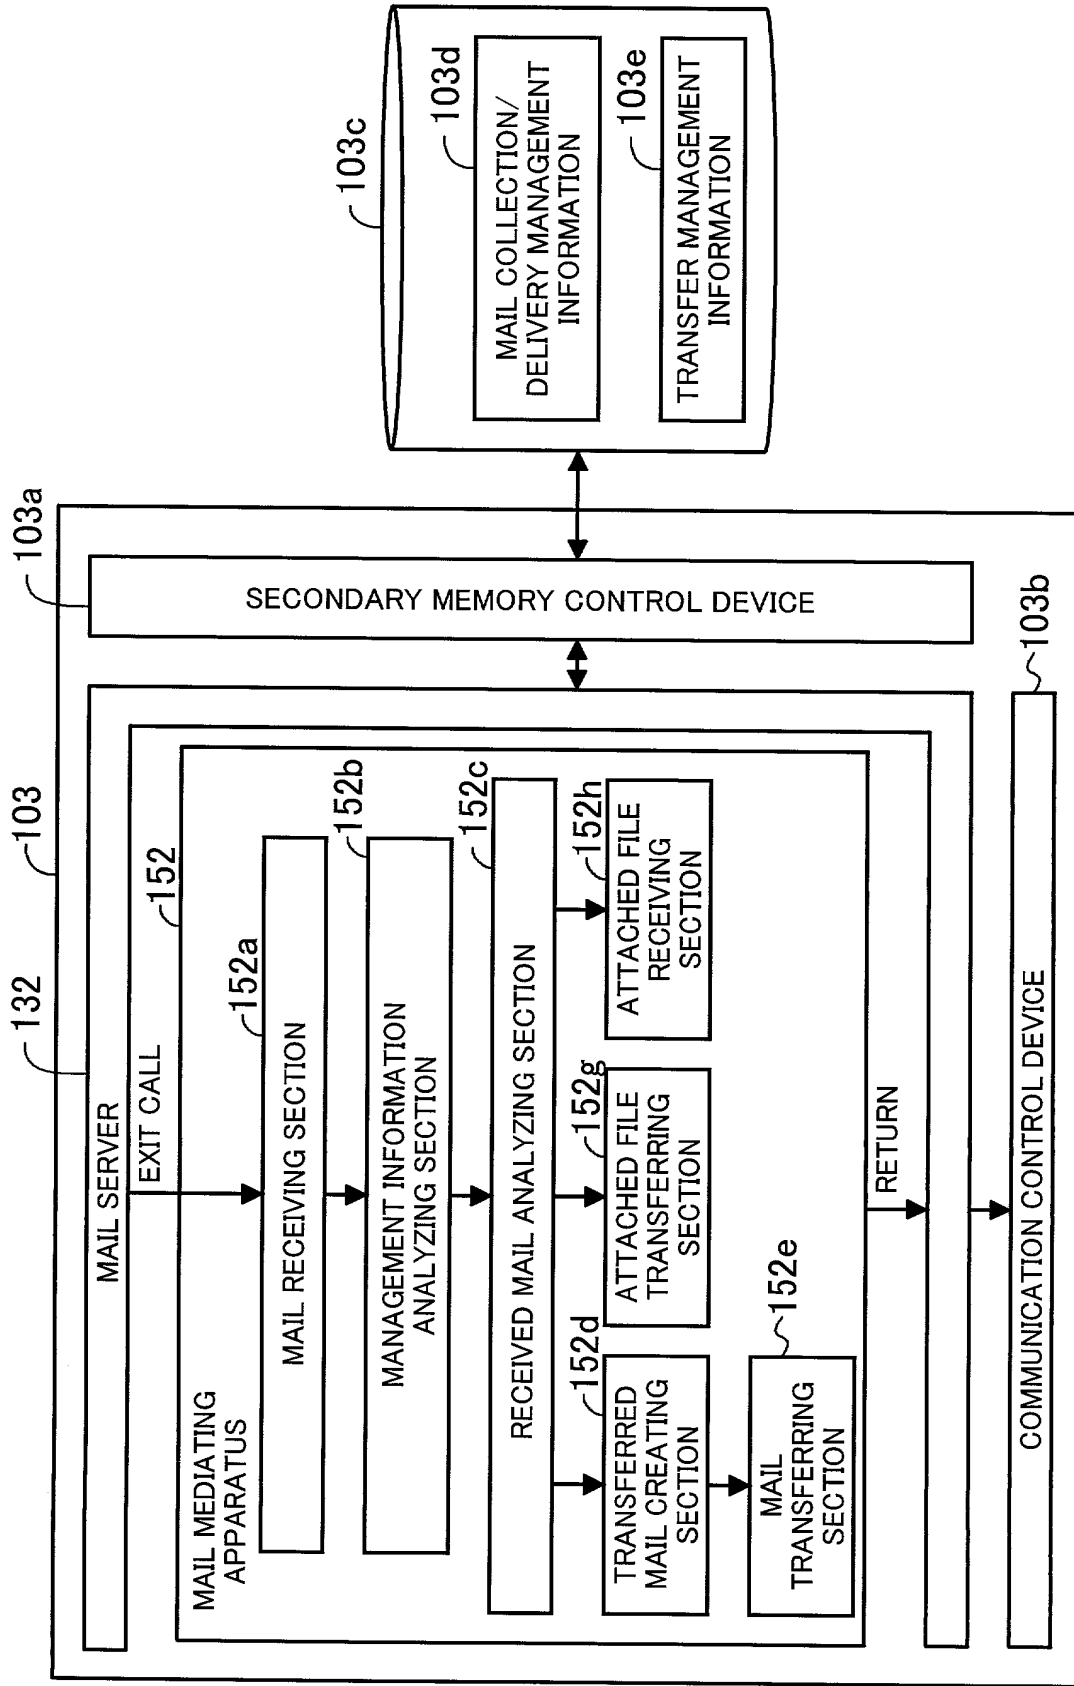 132
103
103a
MAIL SERVER
EXIT CALL
152
MAIL MEDIATING
APPARATUS
152a
MAIL RECEIVING SECTION
152b
MANAGEMENT INFORMATION
ANALYZING SECTION
152c
RECEIVED MAIL ANALYZING SECTION
152d
TRANSFERRED
MAIL CREATING
SECTION
152g
ATTACHED FILE
TRANSFERRING
SECTION
152h
ATTACHED FILE
RECEIVING
SECTION
152e
MAIL
TRANSFERRING
SECTION
RETURN
COMMUNICATION CONTROL DEVICE
103b
SECONDARY MEMORY CONTROL DEVICE
103c
103d
MAIL COLLECTION/
DELIVERY MANAGEMENT
INFORMATION
103e
TRANSFER MANAGEMENT
INFORMATION